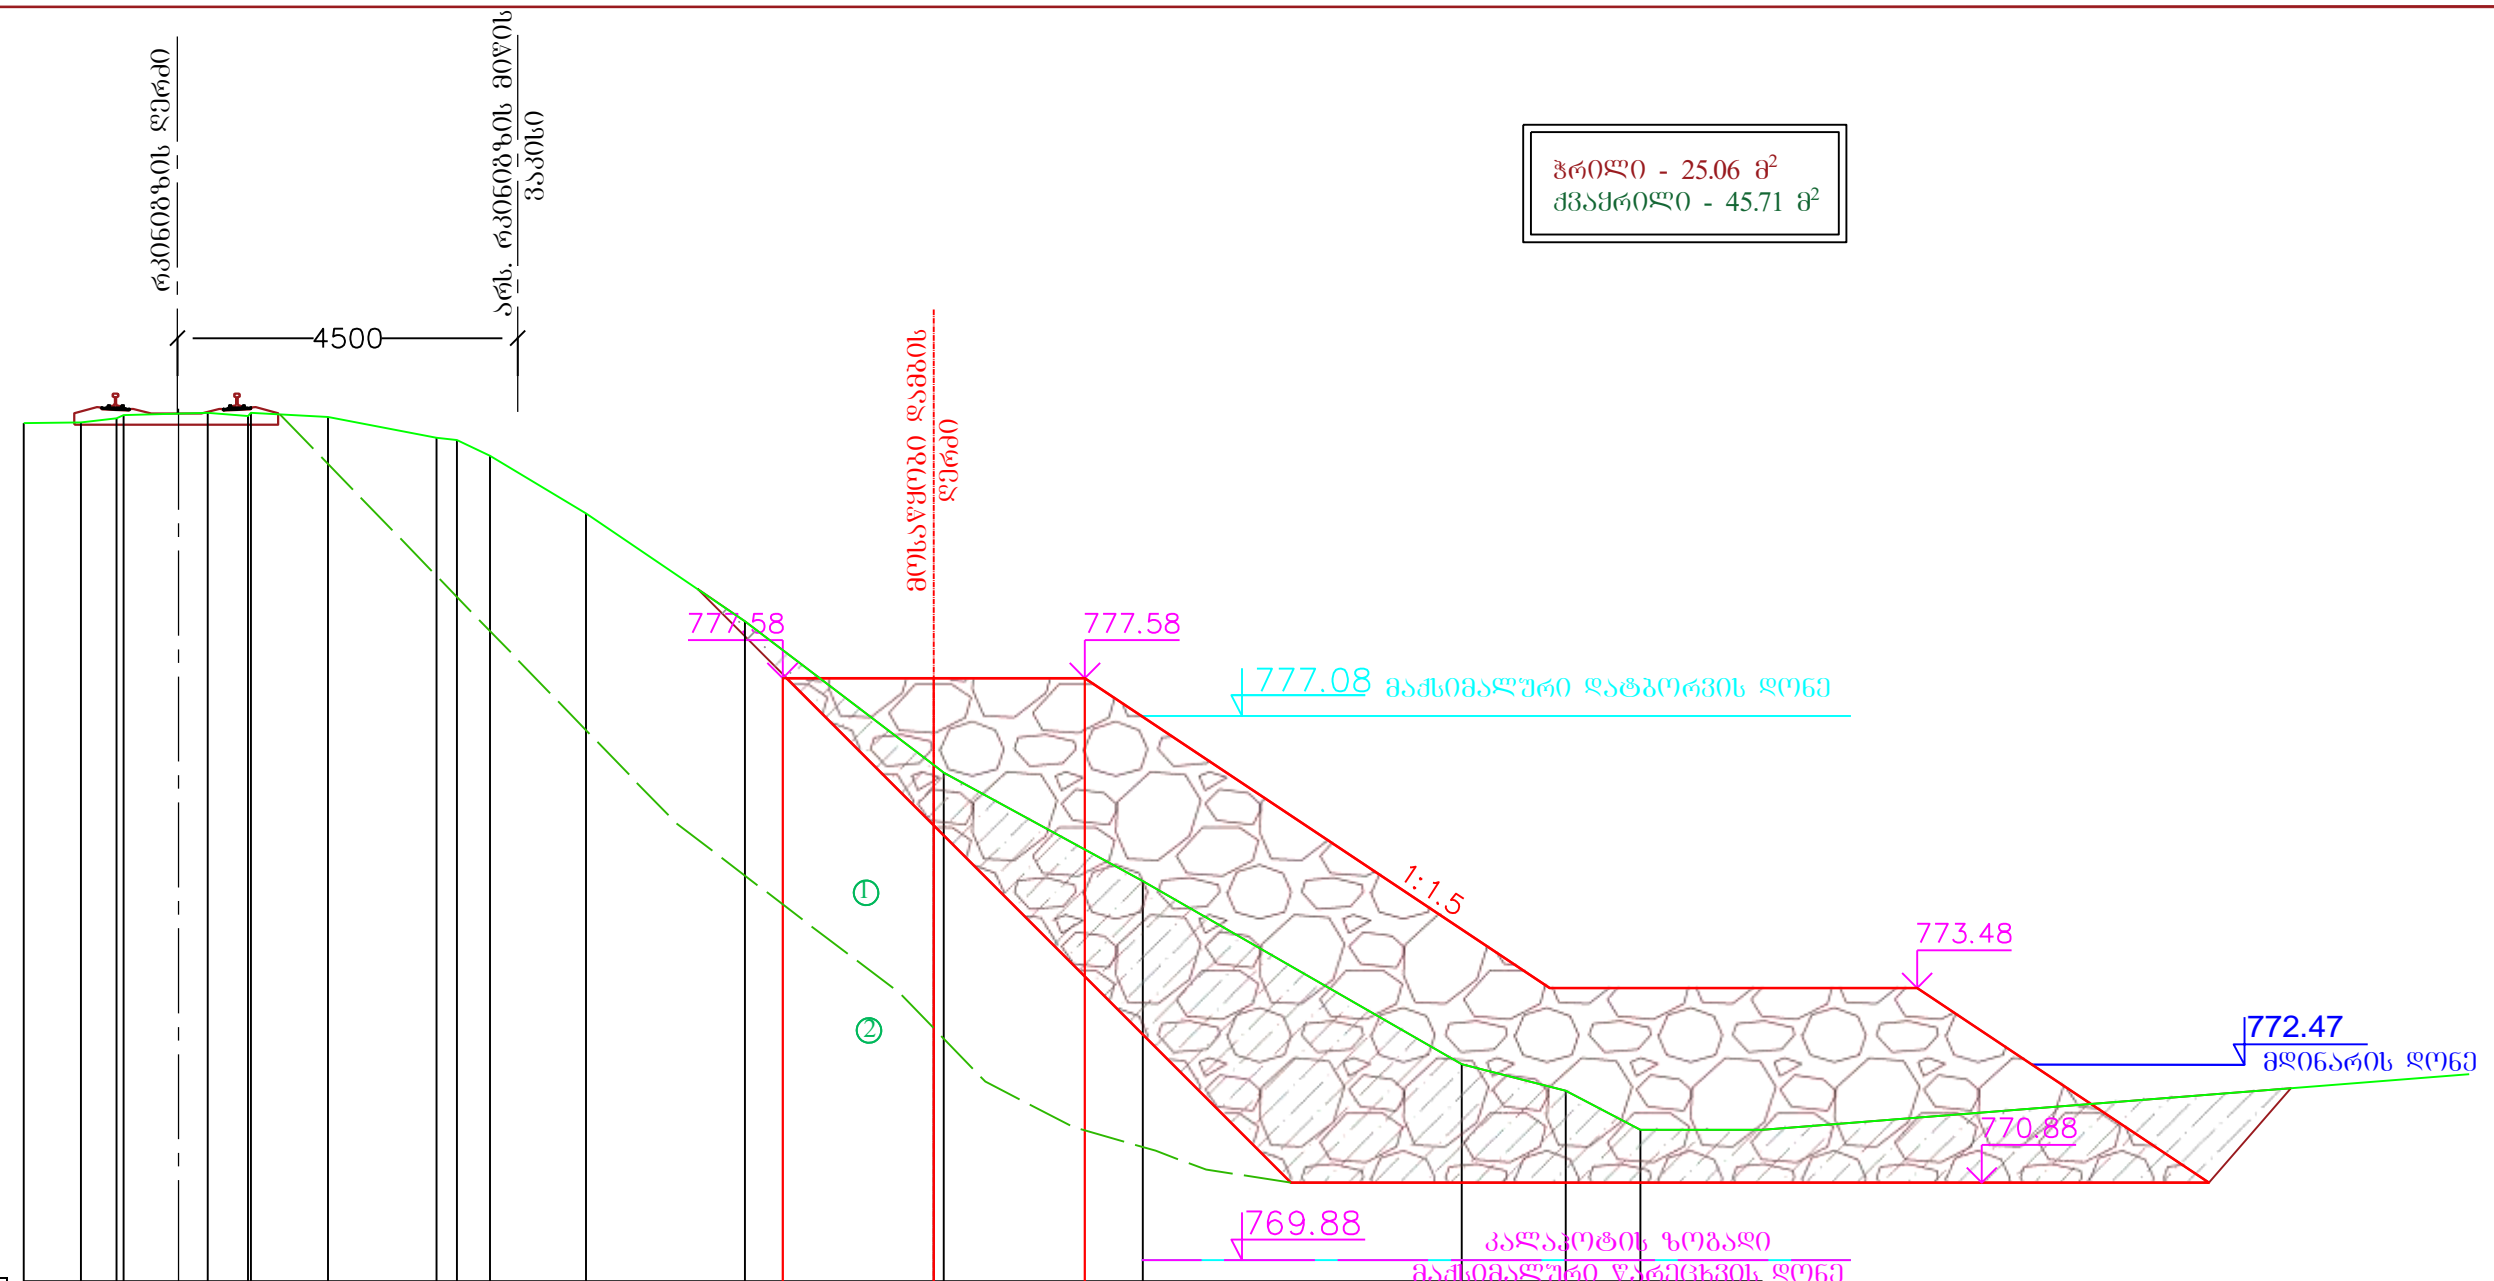 რკინიგზის ღერძი
არს. რკინიგზის მიწის
ვაკისი
ჭრილი - 25.06 მ²
ქვაყრილი - 45.71 მ²
4500
მოსაწყობი დამბის
ღერძი
777.58
777.58
777.08 მაქსიმალური დატბორვის დონე
1:1.5
773.48
772.47
მდინარის დონე
770.88
①
②
769.88
კალაპოტის ზოგადი
მაქსიმალური წარეცხვის დონე